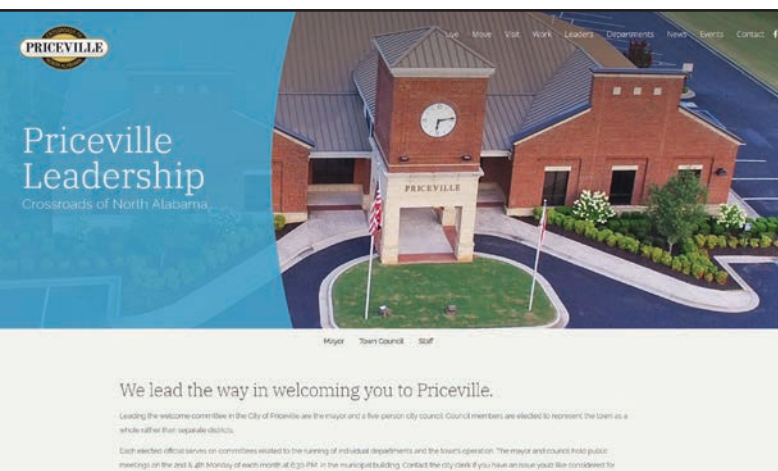 PRICEVILLE
Live Move Visit Work Leaders Departments News Events Contact f
Priceville
Leadership
Crossroads of North Alabama
PRICEVILLE
Mayor Town Council Staff
We lead the way in welcoming you to Priceville.
Leading the welcome committee in the City of Priceville are the mayor and a five-person city council. Council members are elected to represent the town as a
whole rather than separate districts.
Each elected official serves on committees related to the running of individual departments and the town's operation. The mayor and council hold public
meetings on the 2nd & 4th Monday of each month at 6:30 PM. in the municipal building. Contact the city clerk if you have an issue you'd like considered for